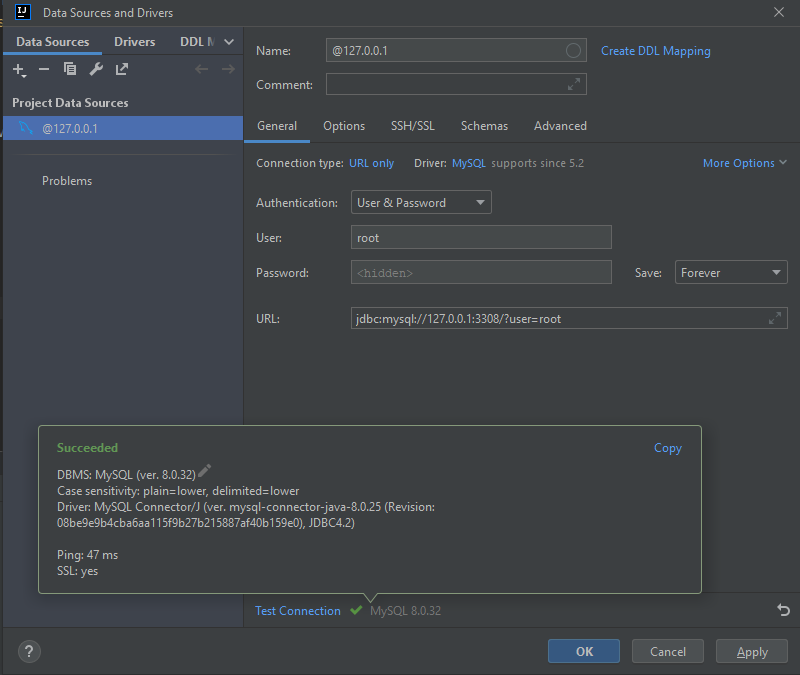 Data Sources and Drivers
Data Sources Drivers DDL M
Project Data Sources
@127.0.0.1
Problems
Name: @127.0.0.1 Create DDL Mapping
Comment:
General Options SSH/SSL Schemas Advanced
Connection type: URL only Driver: MySQL supports since 5.2 More Options
Authentication: User & Password
User: root
Password: <hidden> Save: Forever
URL: jdbc:mysql://127.0.0.1:3308/?user=root
Succeeded Copy
DBMS: MySQL (ver. 8.0.32)
Case sensitivity: plain=lower, delimited=lower
Driver: MySQL Connector/J (ver. mysql-connector-java-8.0.25 (Revision:
08be9e9b4cba6aa115f9b27b215887af40b159e0), JDBC4.2)
Ping: 47 ms
SSL: yes
Test Connection MySQL 8.0.32
? OK Cancel Apply